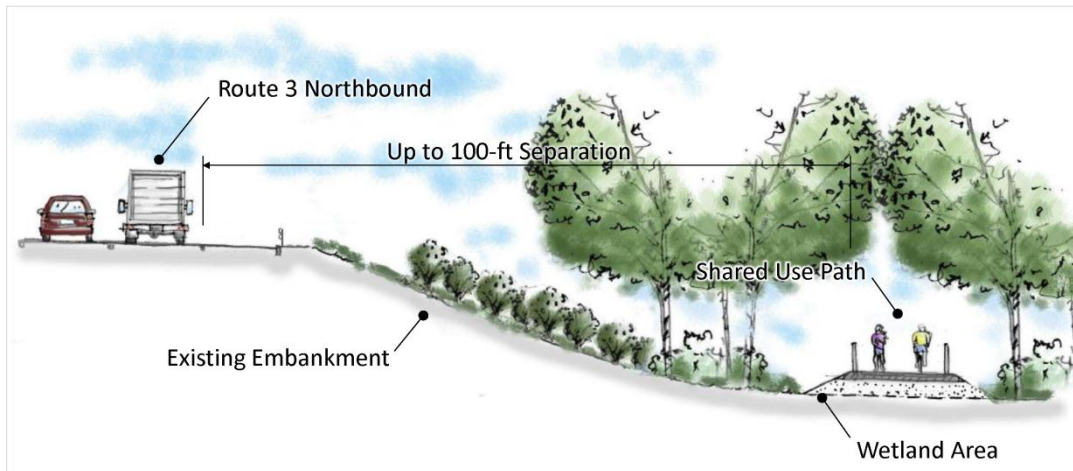 Route 3 Northbound
Up to 100-ft Separation
Shared Use Path
Existing Embankment
Wetland Area